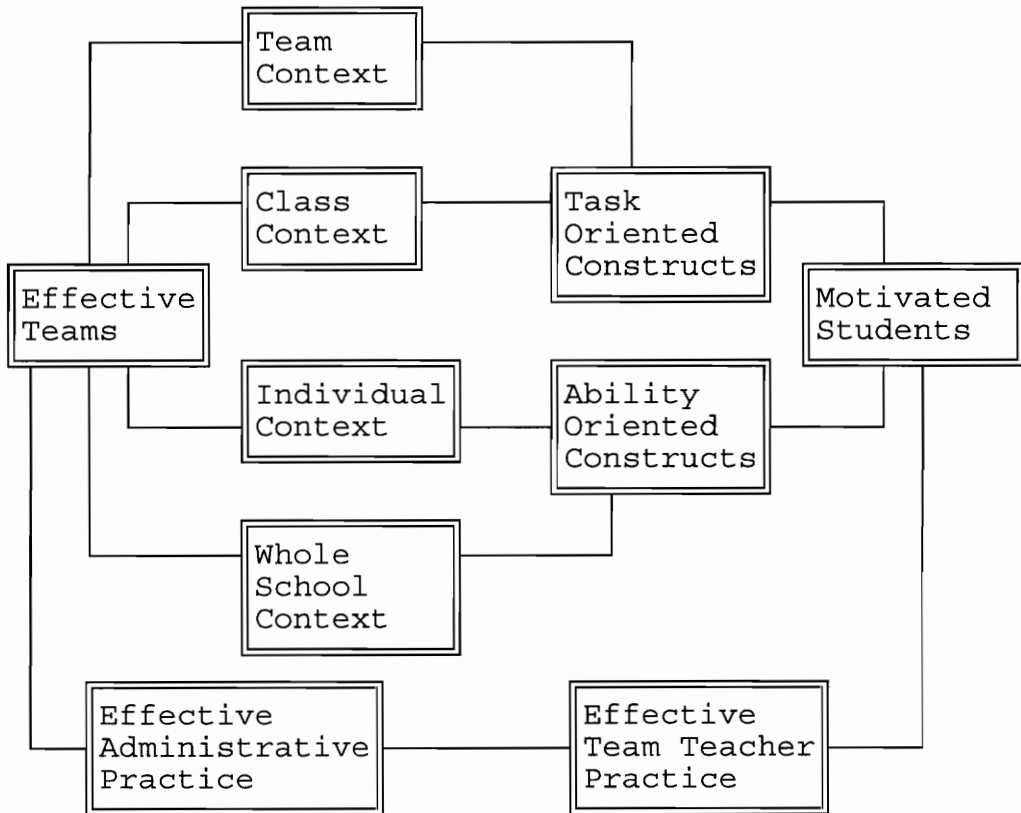 Team
Context
Class
Context
Task
Oriented
Constructs
Effective
Teams
Motivated
Students
Individual
Context
Ability
Oriented
Constructs
Whole
School
Context
Effective
Administrative
Practice
Effective
Team Teacher
Practice